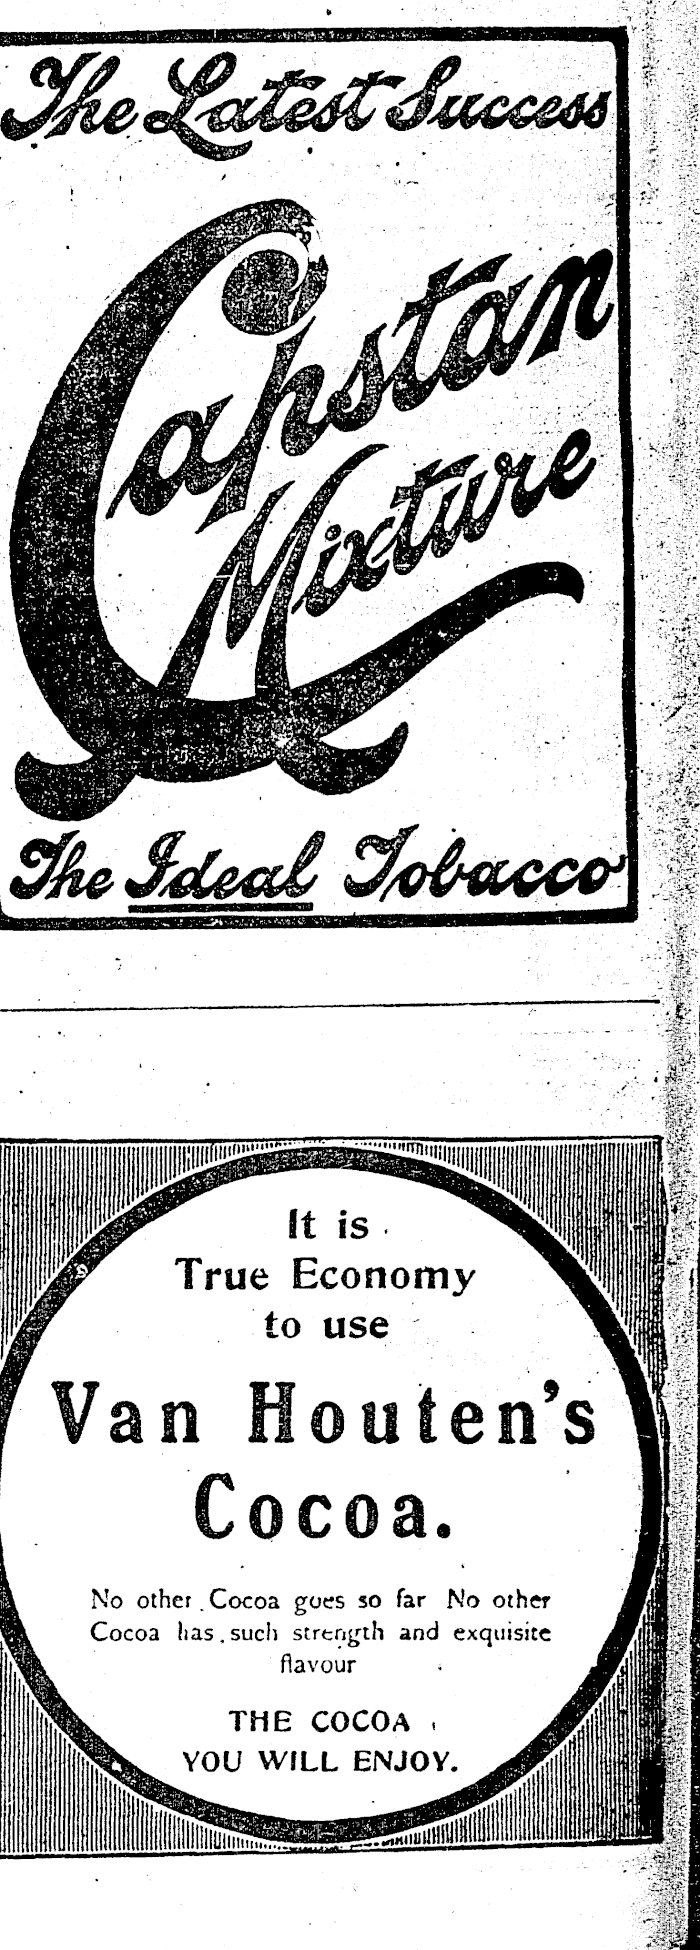 The Latest Success
Capstan
Mixture
The Ideal Tobacco
It is
True Economy
to use
Van Houten's
Cocoa.
No other Cocoa goes so far No other
Cocoa has such strength and exquisite
flavour
THE COCOA
YOU WILL ENJOY.